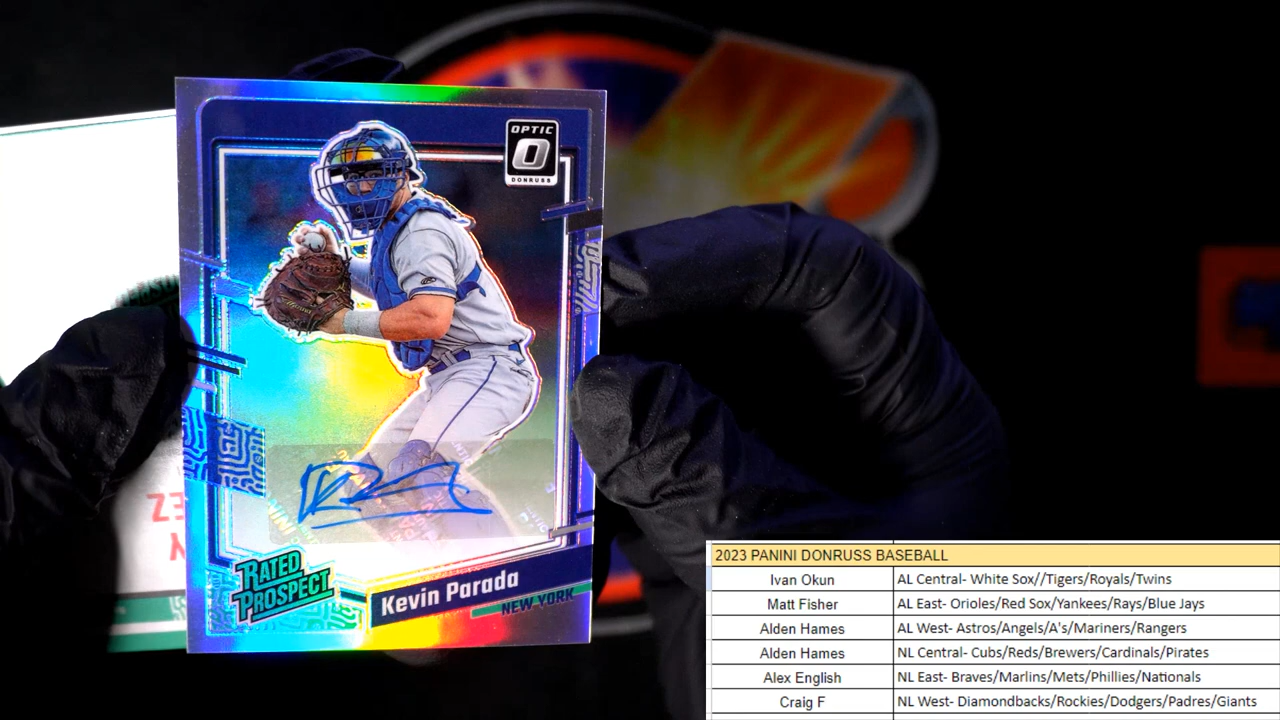 OPTIC
O
DONRUSS
EZ
RATED
PROSPECT
Kevin Parada
NEW YORK
2023 PANINI DONRUSS BASEBALL
Ivan Okun AL Central- White Sox//Tigers/Royals/Twins
Matt Fisher AL East- Orioles/Red Sox/Yankees/Rays/Blue Jays
Alden Hames AL West- Astros/Angels/A's/Mariners/Rangers
Alden Hames NL Central- Cubs/Reds/Brewers/Cardinals/Pirates
Alex English NL East- Braves/Marlins/Mets/Phillies/Nationals
Craig F NL West- Diamondbacks/Rockies/Dodgers/Padres/Giants